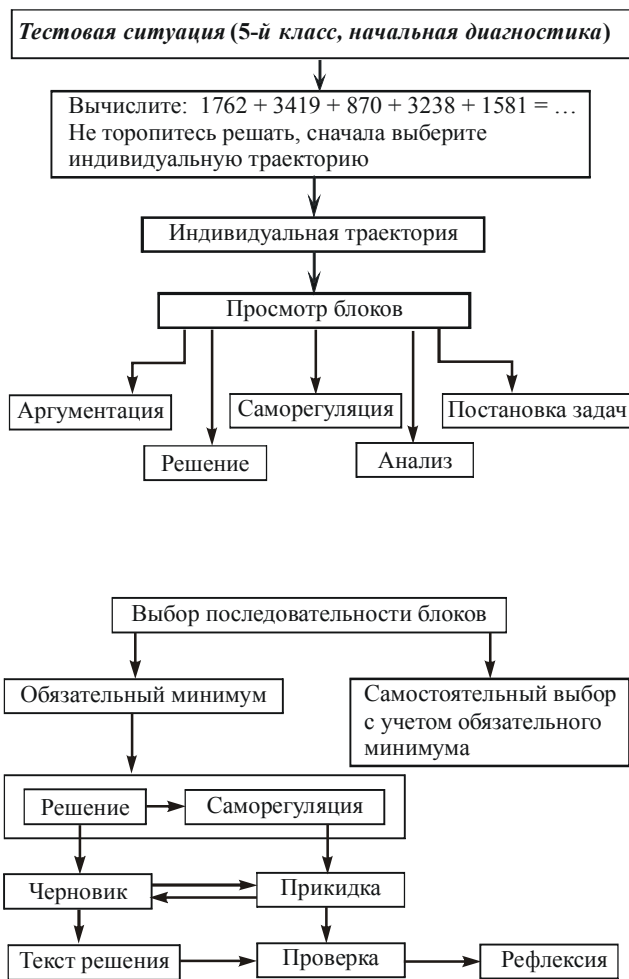 Тестовая ситуация (5-й класс, начальная диагностика)
Вычислите: 1762 + 3419 + 870 + 3238 + 1581 = …
Не торопитесь решать, сначала выберите
индивидуальную траекторию
Индивидуальная траектория
Просмотр блоков
Аргументация
Саморегуляция
Постановка задач
Решение
Анализ
Выбор последовательности блоков
Обязательный минимум
Самостоятельный выбор
с учетом обязательного
минимума
Решение
Саморегуляция
Черновик
Прикидка
Текст решения
Проверка
Рефлексия